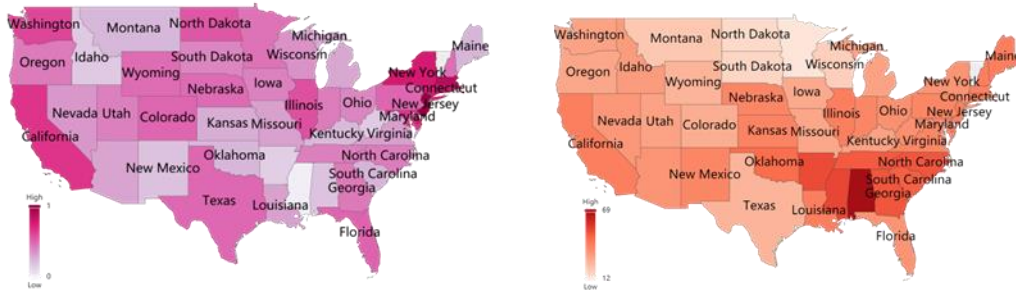 Washington
Montana
North Dakota
Michigan
Maine
Oregon
Idaho
South Dakota
Wisconsin
Wyoming
New York
Connecticut
Nebraska
Iowa
Illinois
Ohio
New Jersey
Maryland
Nevada
Utah
Colorado
Kansas
Missouri
Kentucky
Virginia
California
Oklahoma
North Carolina
New Mexico
South Carolina
Georgia
Texas
Louisiana
Florida
High
1
0
Low
Washington
Montana
North Dakota
Michigan
Maine
Oregon
Idaho
South Dakota
Wisconsin
Wyoming
New York
Connecticut
Nebraska
Iowa
Illinois
Ohio
New Jersey
Maryland
Nevada
Utah
Colorado
Kansas
Missouri
Kentucky
Virginia
California
Oklahoma
North Carolina
New Mexico
South Carolina
Georgia
Texas
Louisiana
Florida
High
69
12
Low